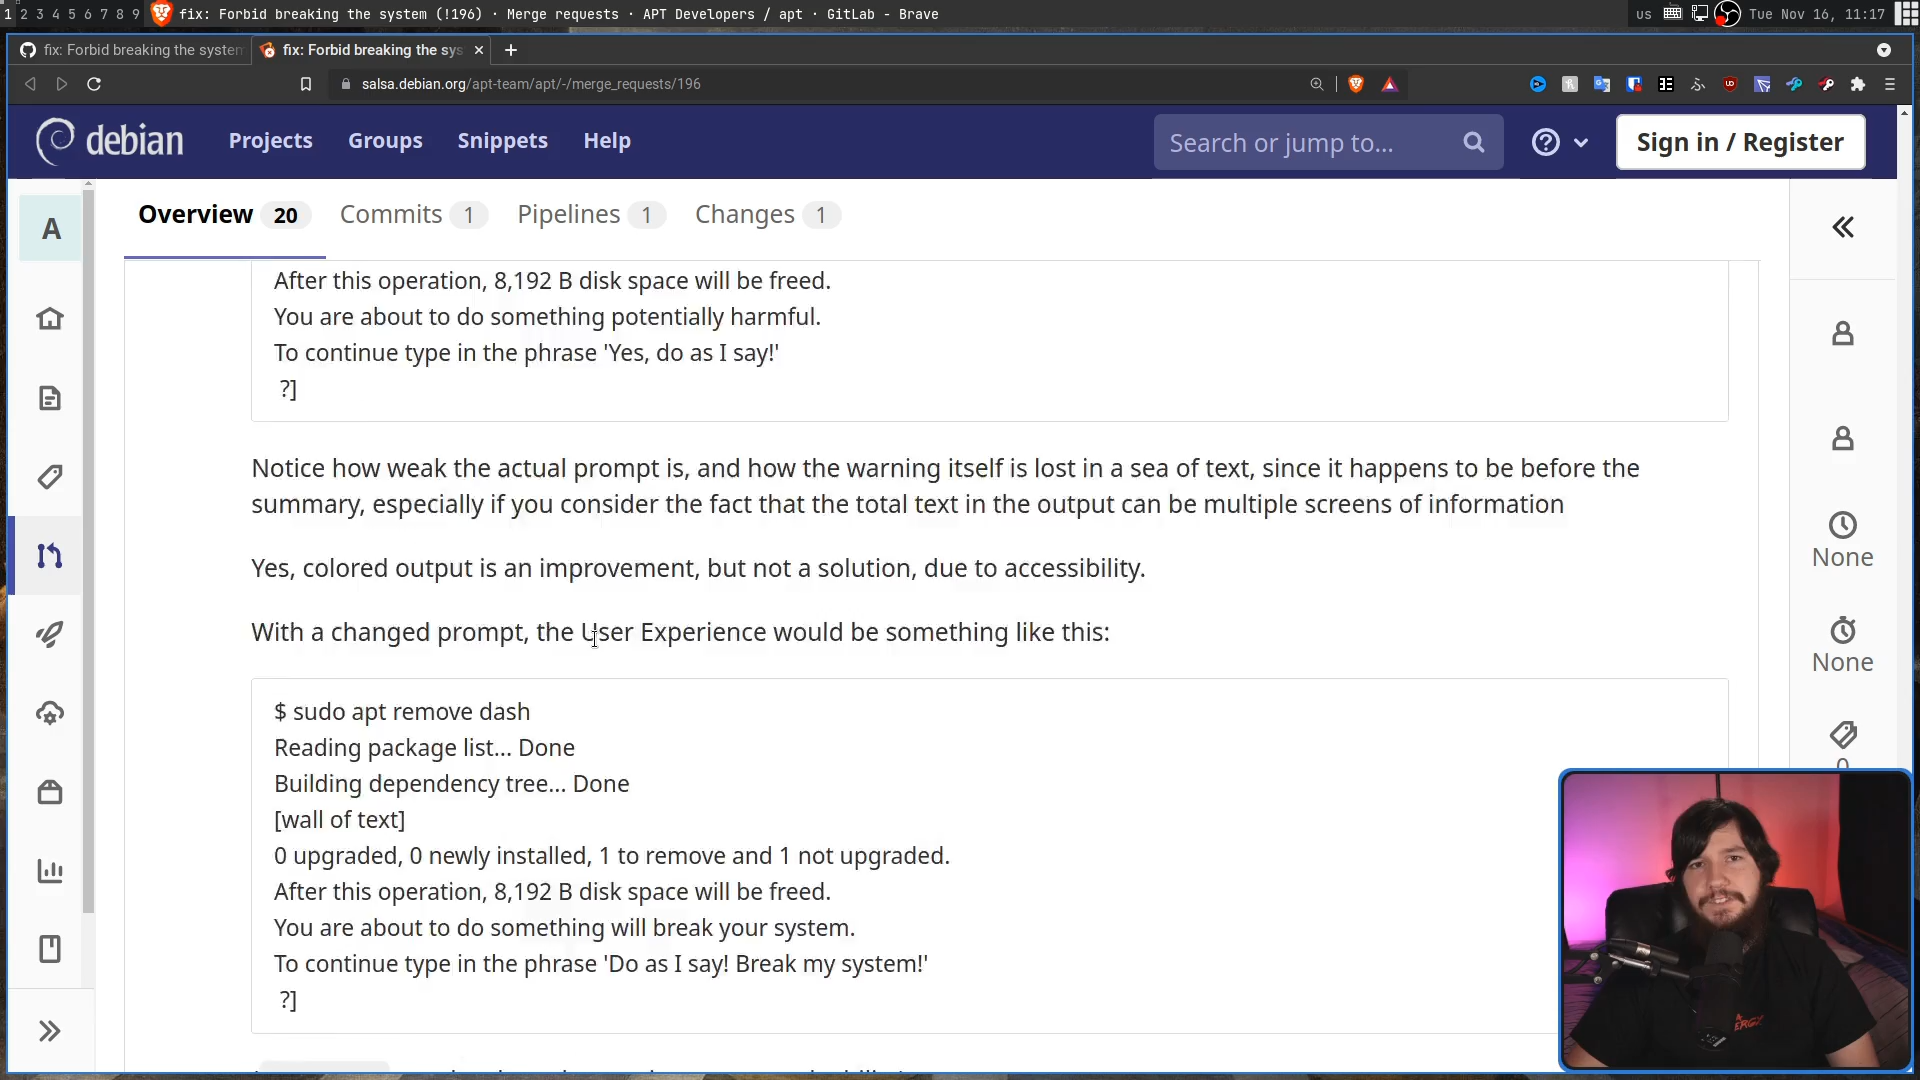 1 2 3 4 5 6 7 8 9 fix: Forbid breaking the system (!196) · Merge requests · APT Developers / apt · GitLab - Brave
us Tue Nov 16, 11:17
fix: Forbid breaking the system
fix: Forbid breaking the sys
salsa.debian.org/apt-team/apt/-/merge_requests/196
debian Projects Groups Snippets Help Search or jump to... Sign in / Register
A
Overview 20 Commits 1 Pipelines 1 Changes 1
After this operation, 8,192 B disk space will be freed.
You are about to do something potentially harmful.
To continue type in the phrase 'Yes, do as I say!'
?]
Notice how weak the actual prompt is, and how the warning itself is lost in a sea of text, since it happens to be before the
summary, especially if you consider the fact that the total text in the output can be multiple screens of information
Yes, colored output is an improvement, but not a solution, due to accessibility.
With a changed prompt, the User Experience would be something like this:
$ sudo apt remove dash
Reading package list... Done
Building dependency tree... Done
[wall of text]
0 upgraded, 0 newly installed, 1 to remove and 1 not upgraded.
After this operation, 8,192 B disk space will be freed.
You are about to do something will break your system.
To continue type in the phrase 'Do as I say! Break my system!'
?]
None
None